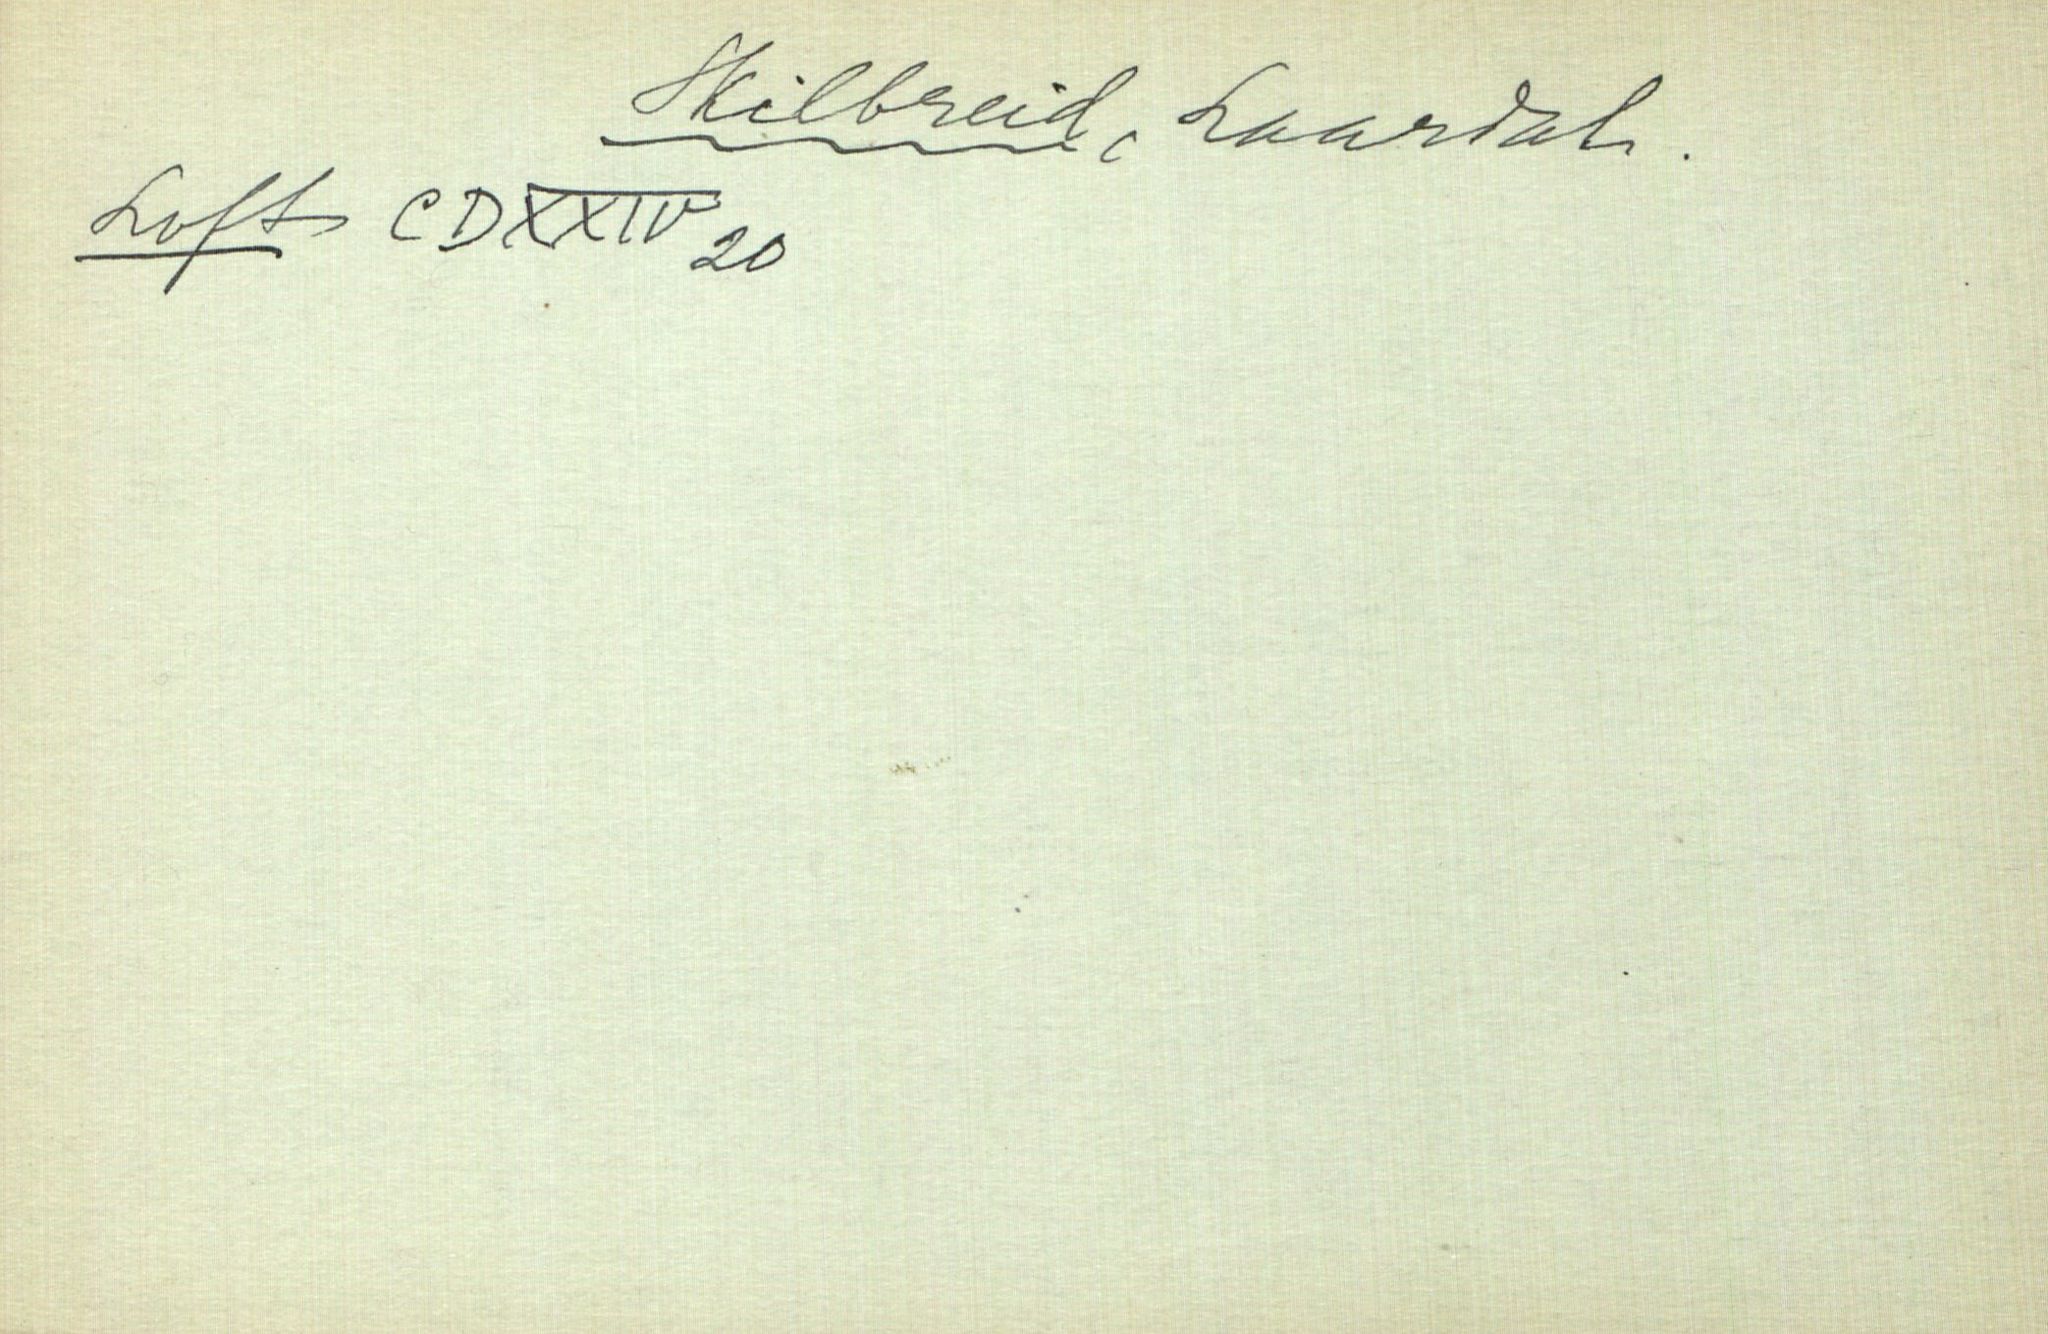 Skilbreid, Laardal.
Loft CDXXIV 20